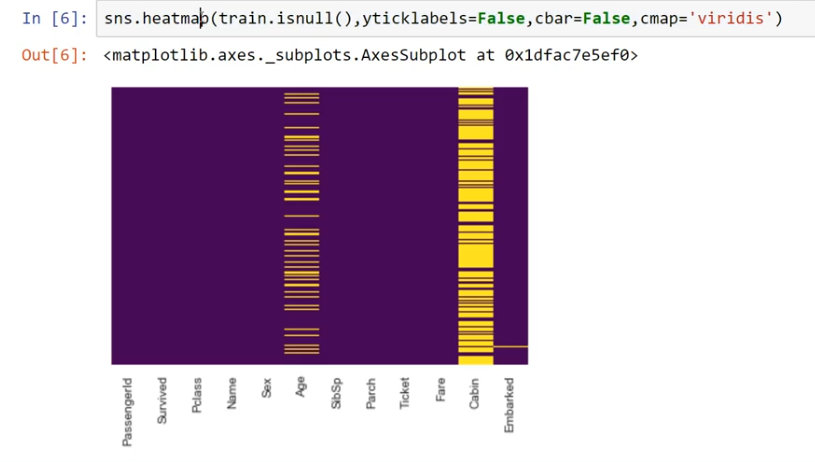 In [6]: sns.heatmap(train.isnull(),yticklabels=False,cbar=False,cmap='viridis')
Out[6]: <matplotlib.axes._subplots.AxesSubplot at 0x1dfac7e5ef0>
PassengerId
Survived
Pclass
Name
Sex
Age
SibSp
Parch
Ticket
Fare
Cabin
Embarked